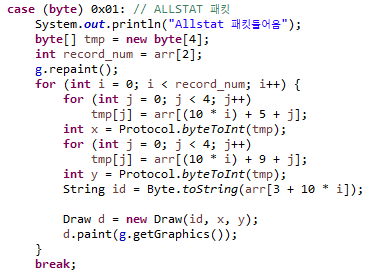 case (byte) 0x01: // ALLSTAT 패킷
System.out.println("Allstat 패킷들어옴");
byte[] tmp = new byte[4];
int record_num = arr[2];
g.repaint();
for (int i = 0; i < record_num; i++) {
for (int j = 0; j < 4; j++)
tmp[j] = arr[(10 * i) + 5 + j];
int x = Protocol.byteToInt(tmp);
for (int j = 0; j < 4; j++)
tmp[j] = arr[(10 * i) + 9 + j];
int y = Protocol.byteToInt(tmp);
String id = Byte.toString(arr[3 + 10 * i]);
Draw d = new Draw(id, x, y);
d.paint(g.getGraphics());
}
break;